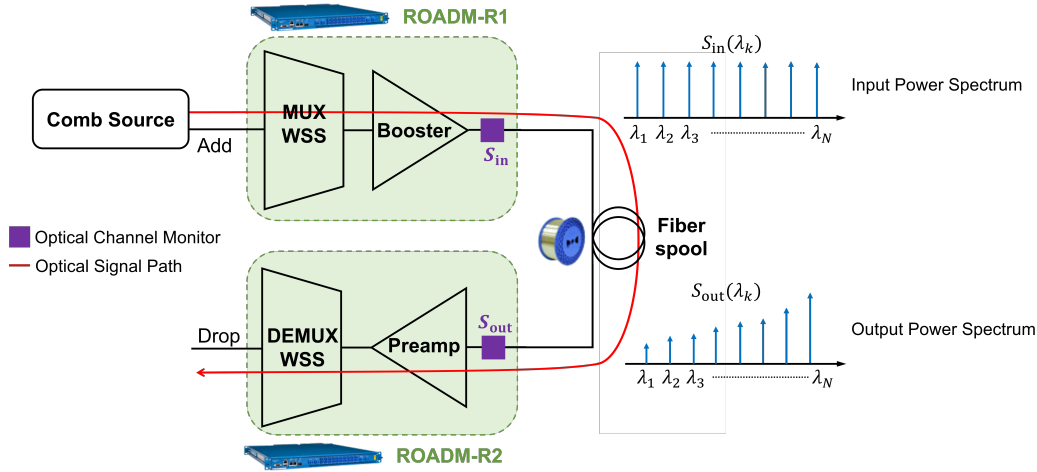 ROADM-R1
Comb Source
Add
MUX
WSS
Booster
S_in
S_in(λ_k)
λ_1 λ_2 λ_3 λ_N
Input Power Spectrum
Optical Channel Monitor
Optical Signal Path
Fiber
spool
Drop
DEMUX
WSS
Preamp
S_out
S_out(λ_k)
λ_1 λ_2 λ_3 λ_N
Output Power Spectrum
ROADM-R2